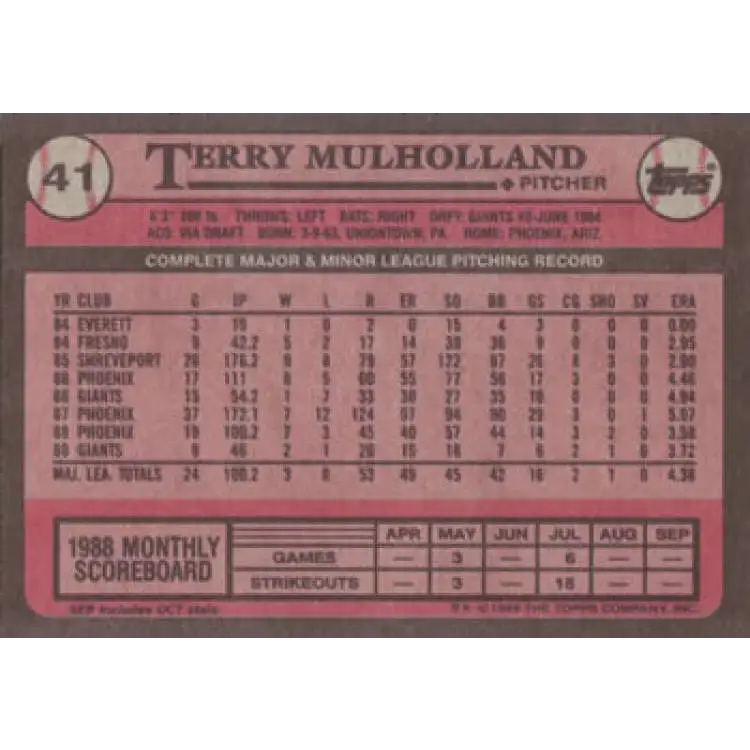 41
TERRY MULHOLLAND
PITCHER
TOPPS®
6'3" 200 lb. THROWS: LEFT BATS: RIGHT DRFT: GIANTS #1-JUNE 1984
ACQ: VIA DRAFT BORN: 3-9-63, UNIONTOWN, PA. HOME: PHOENIX, ARIZ.
COMPLETE MAJOR & MINOR LEAGUE PITCHING RECORD
YR CLUB G IP W L R ER SO BB GS CG SHO SV ERA
84 EVERETT 3 19 1 0 2 0 15 4 3 0 0 0 0.00
84 FRESNO 9 42.2 5 2 17 14 39 36 9 0 0 0 2.95
85 SHREVEPORT 26 176.2 9 8 79 57 122 87 26 8 3 0 2.90
86 PHOENIX 17 111 8 5 60 55 77 56 17 3 0 0 4.46
86 GIANTS 15 54.2 1 7 33 30 27 35 10 0 0 0 4.94
87 PHOENIX 37 172.1 7 12 124 97 94 90 29 3 0 1 5.07
88 PHOENIX 19 100.2 7 3 45 40 57 44 14 3 2 0 3.58
88 GIANTS 9 46 2 1 20 19 18 7 6 2 1 0 3.72
MAJ. LEA. TOTALS 24 100.2 3 8 53 49 45 42 16 2 1 0 4.38
1988 MONTHLY SCOREBOARD
APR MAY JUN JUL AUG SEP
GAMES — 3 — 6 — —
STRIKEOUTS — 3 — 15 — —
SEP includes OCT stats
© 1989 THE TOPPS COMPANY, INC.